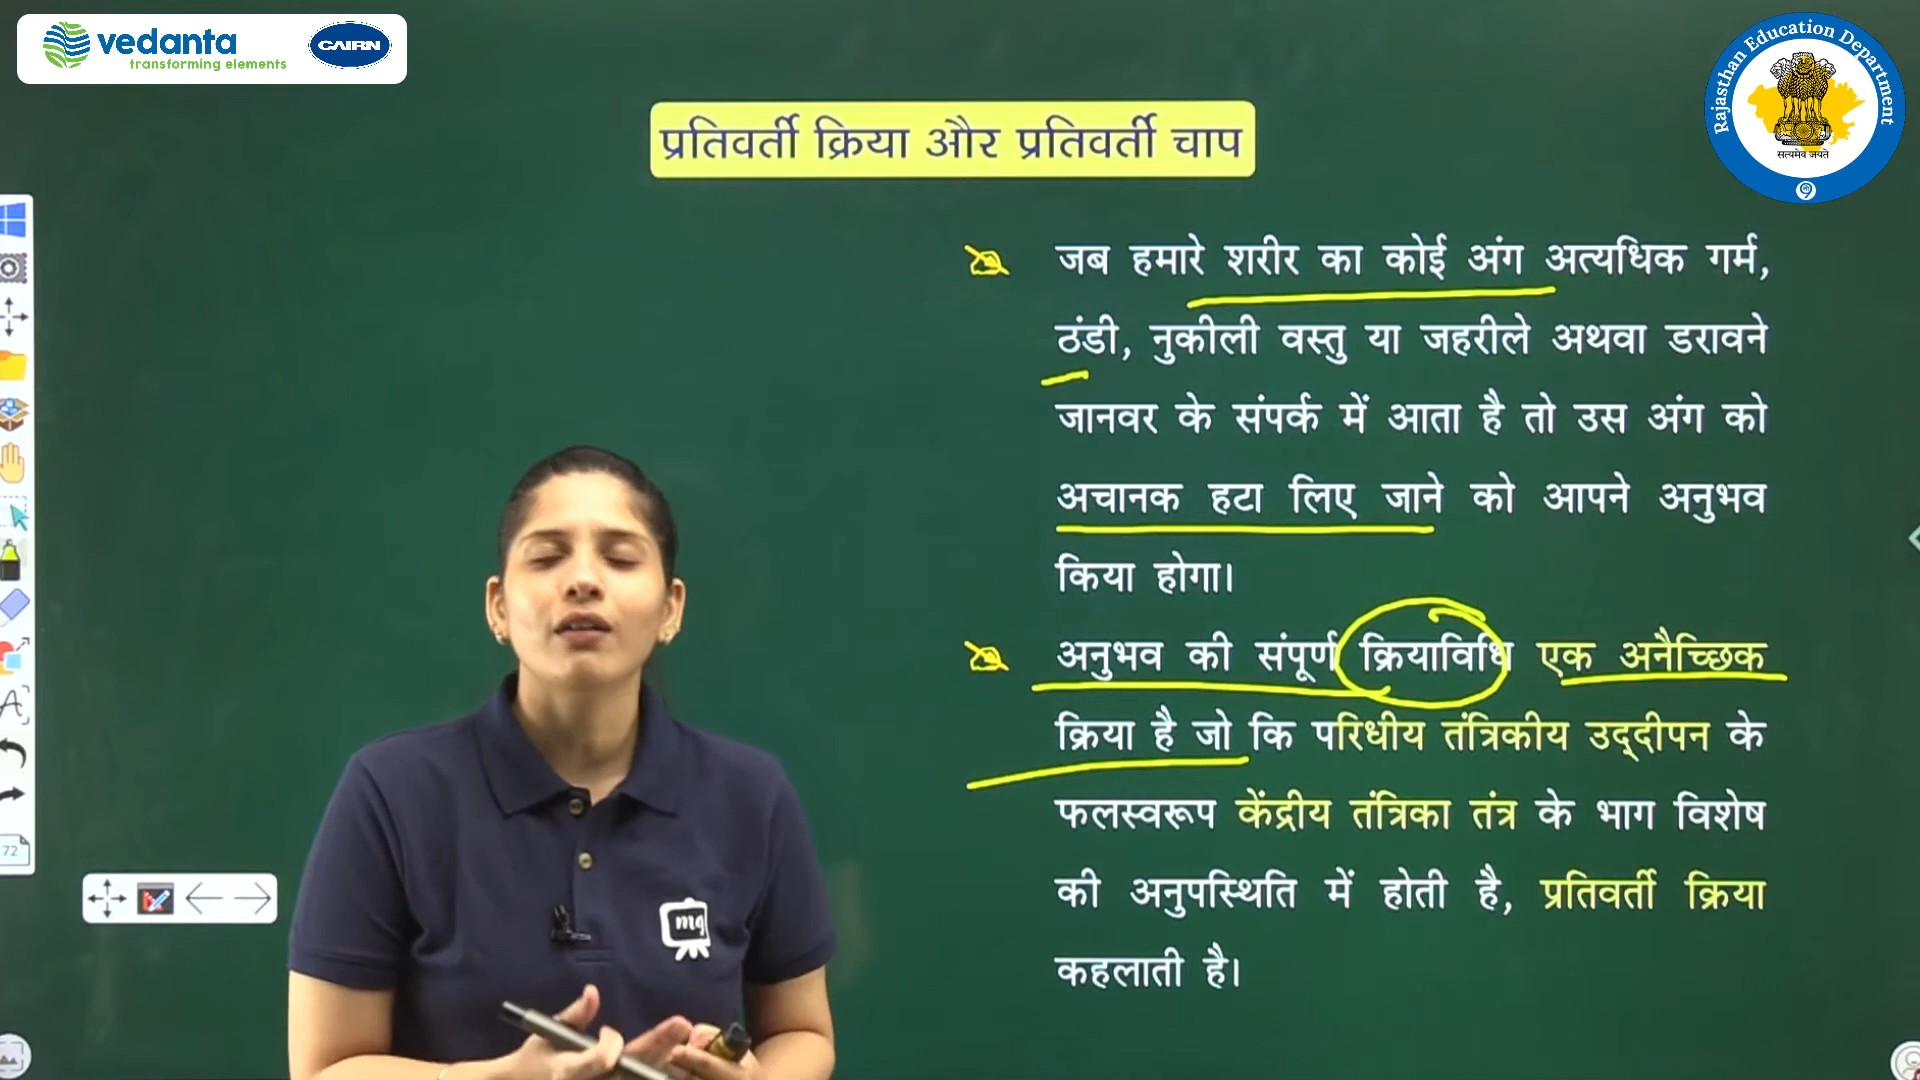 vedanta
transforming elements
CAIRN
Rajasthan Education Department
सत्यमेव जयते
प्रतिवर्ती क्रिया और प्रतिवर्ती चाप
जब हमारे शरीर का कोई अंग अत्यधिक गर्म,
ठंडी, नुकीली वस्तु या जहरीले अथवा डरावने
जानवर के संपर्क में आता है तो उस अंग को
अचानक हटा लिए जाने को आपने अनुभव
किया होगा।
अनुभव की संपूर्ण क्रियाविधि एक अनैच्छिक
क्रिया है जो कि परिधीय तंत्रिकीय उद्दीपन के
फलस्वरूप केंद्रीय तंत्रिका तंत्र के भाग विशेष
की अनुपस्थिति में होती है, प्रतिवर्ती क्रिया
कहलाती है।
72
mg